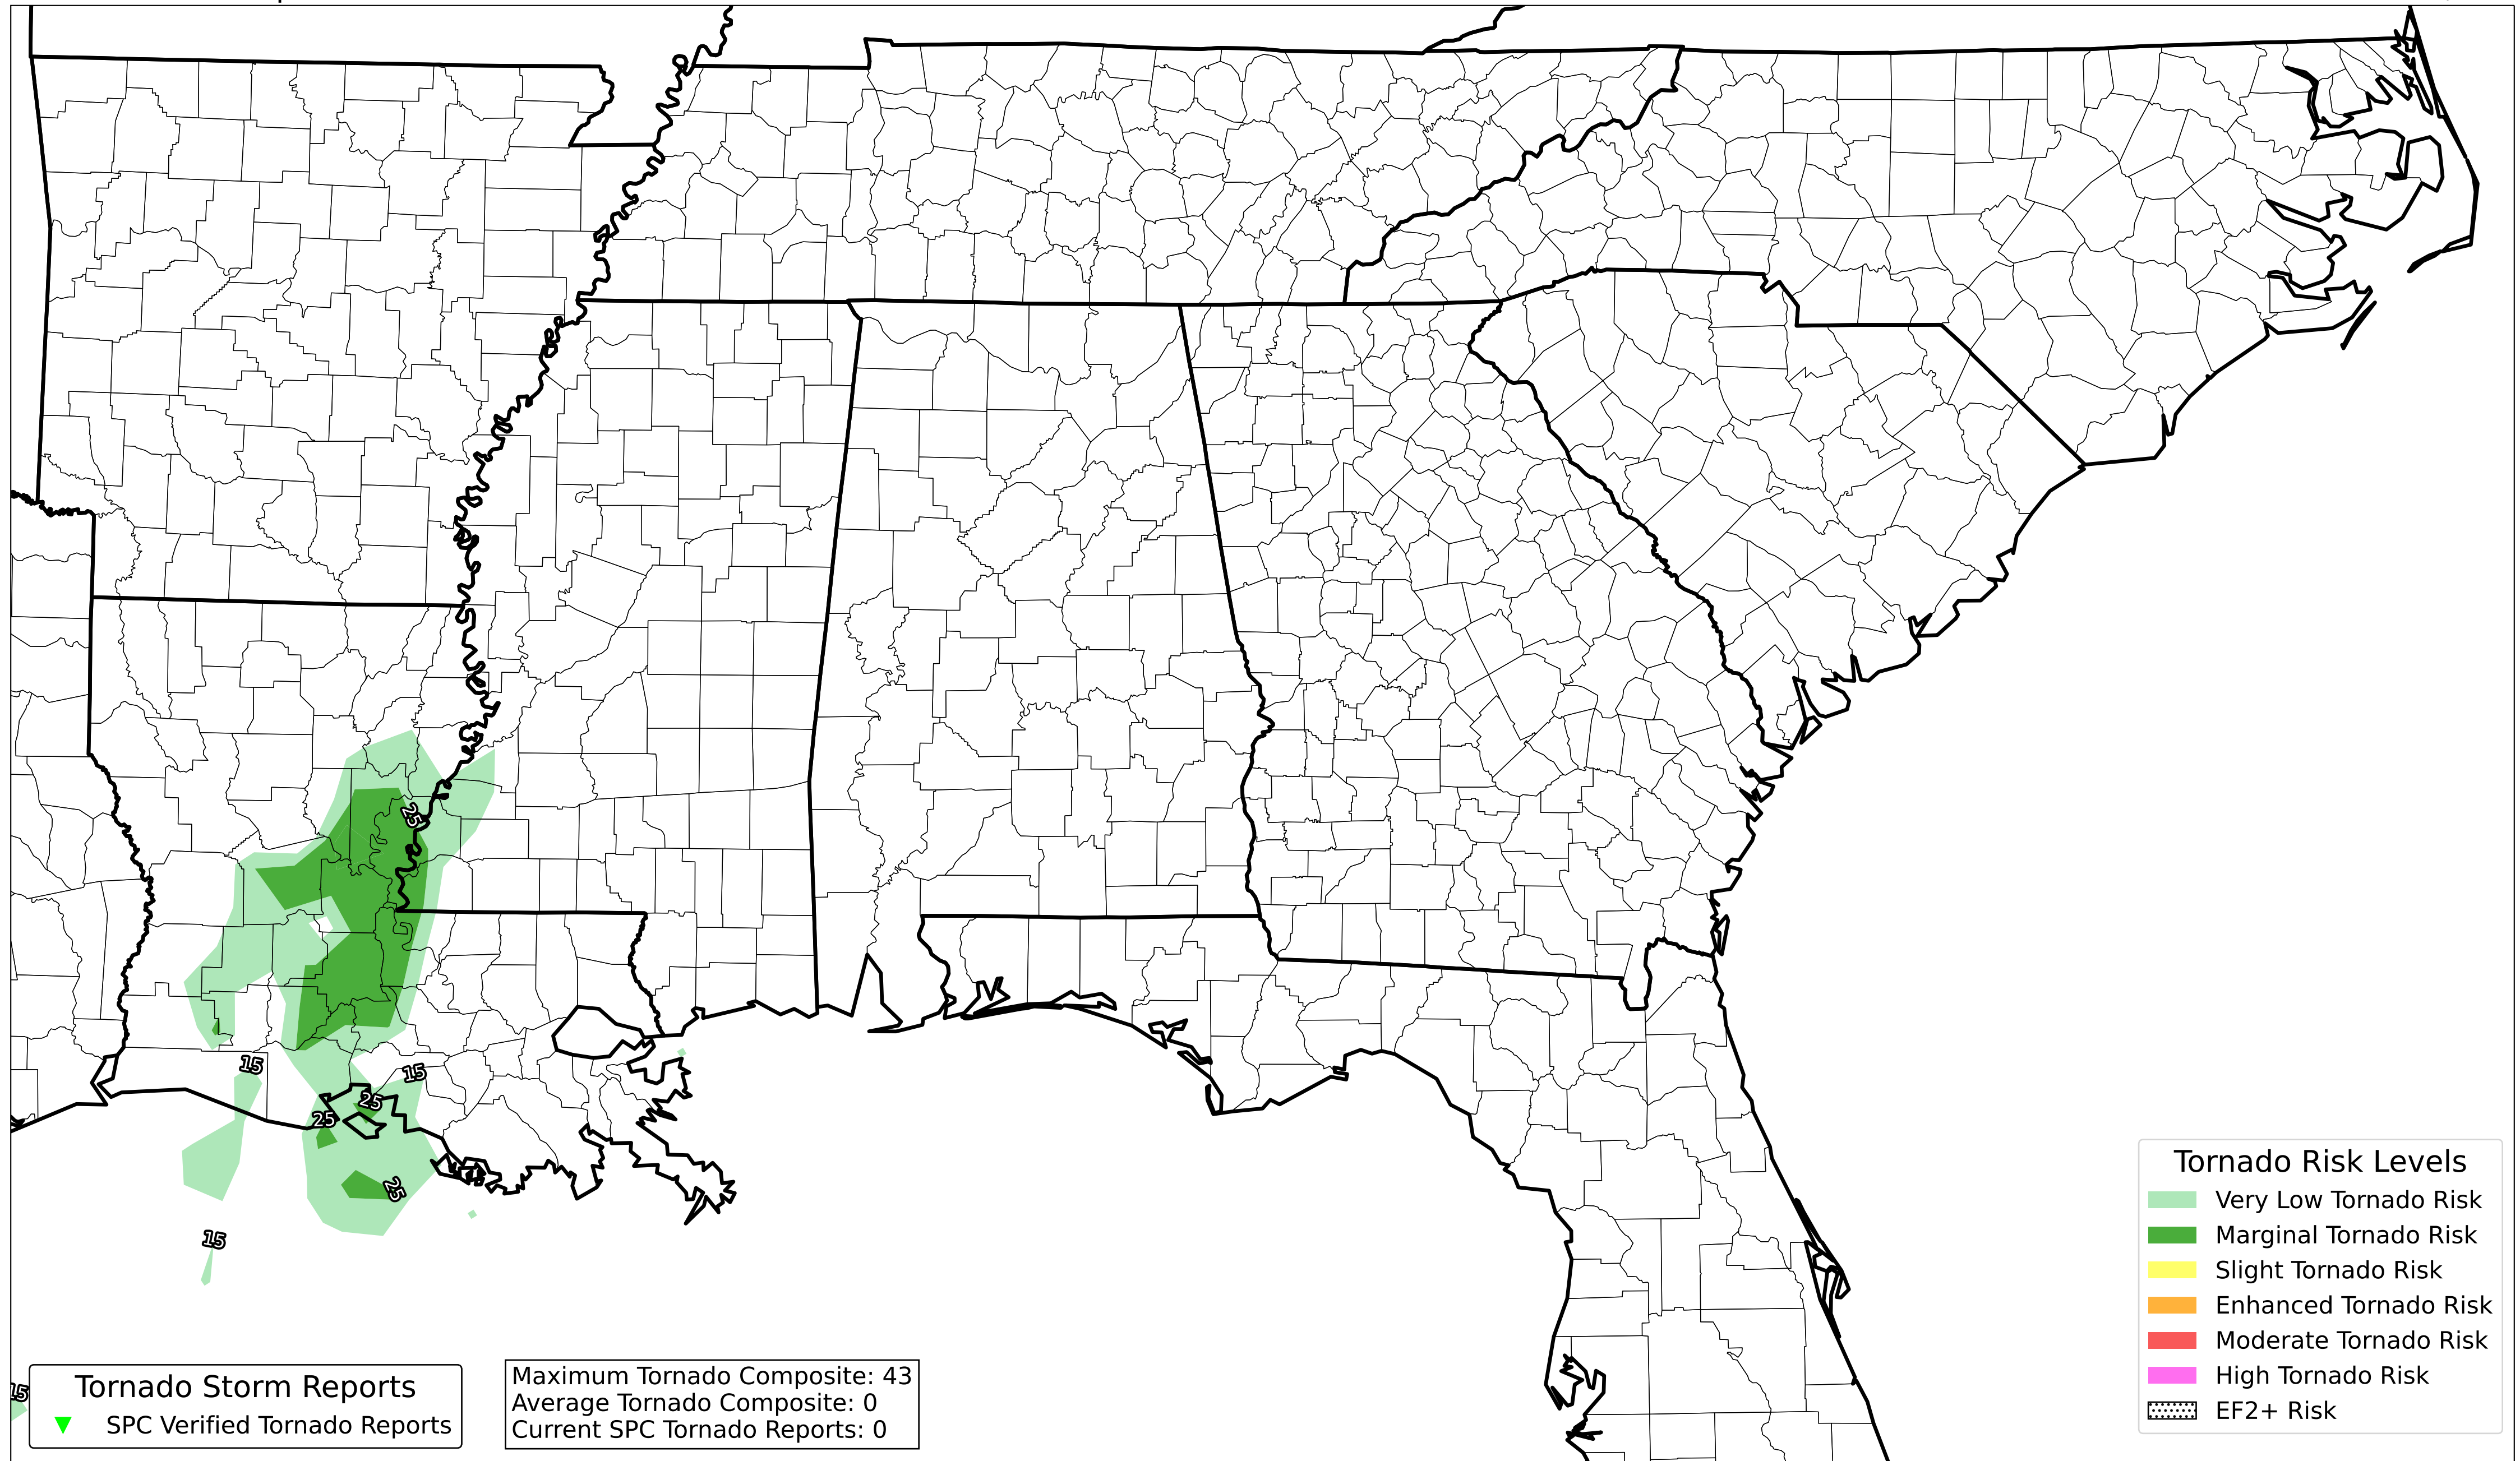 25
15
15
25
25
25
15
15
Tornado Storm Reports
SPC Verified Tornado Reports
Maximum Tornado Composite: 43
Average Tornado Composite: 0
Current SPC Tornado Reports: 0
Tornado Risk Levels
Very Low Tornado Risk
Marginal Tornado Risk
Slight Tornado Risk
Enhanced Tornado Risk
Moderate Tornado Risk
High Tornado Risk
EF2+ Risk